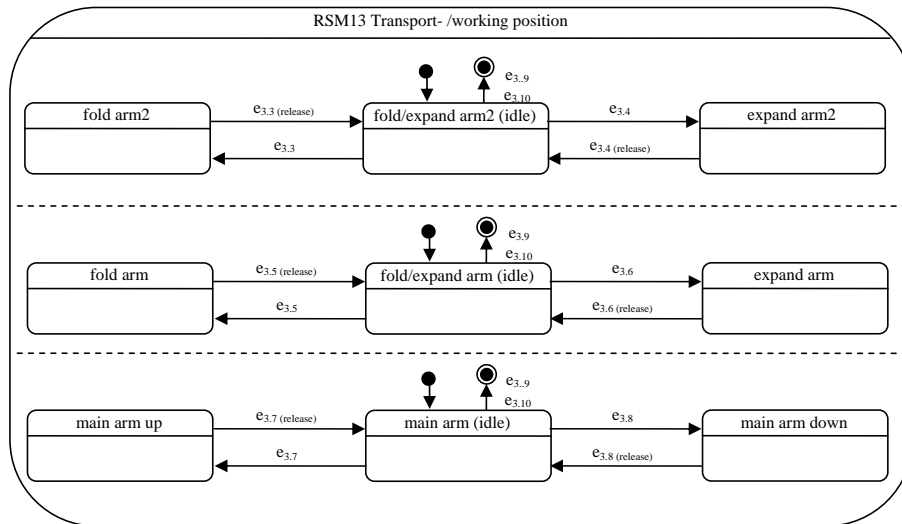 RSM13 Transport- /working position
e3..9
e3.10
fold arm2
e3.3 (release)
fold/expand arm2 (idle)
e3.4
expand arm2
e3.3
e3.4 (release)
e3.9
e3.10
fold arm
e3.5 (release)
fold/expand arm (idle)
e3.6
expand arm
e3.5
e3.6 (release)
e3..9
e3.10
main arm up
e3.7 (release)
main arm (idle)
e3.8
main arm down
e3.7
e3.8 (release)